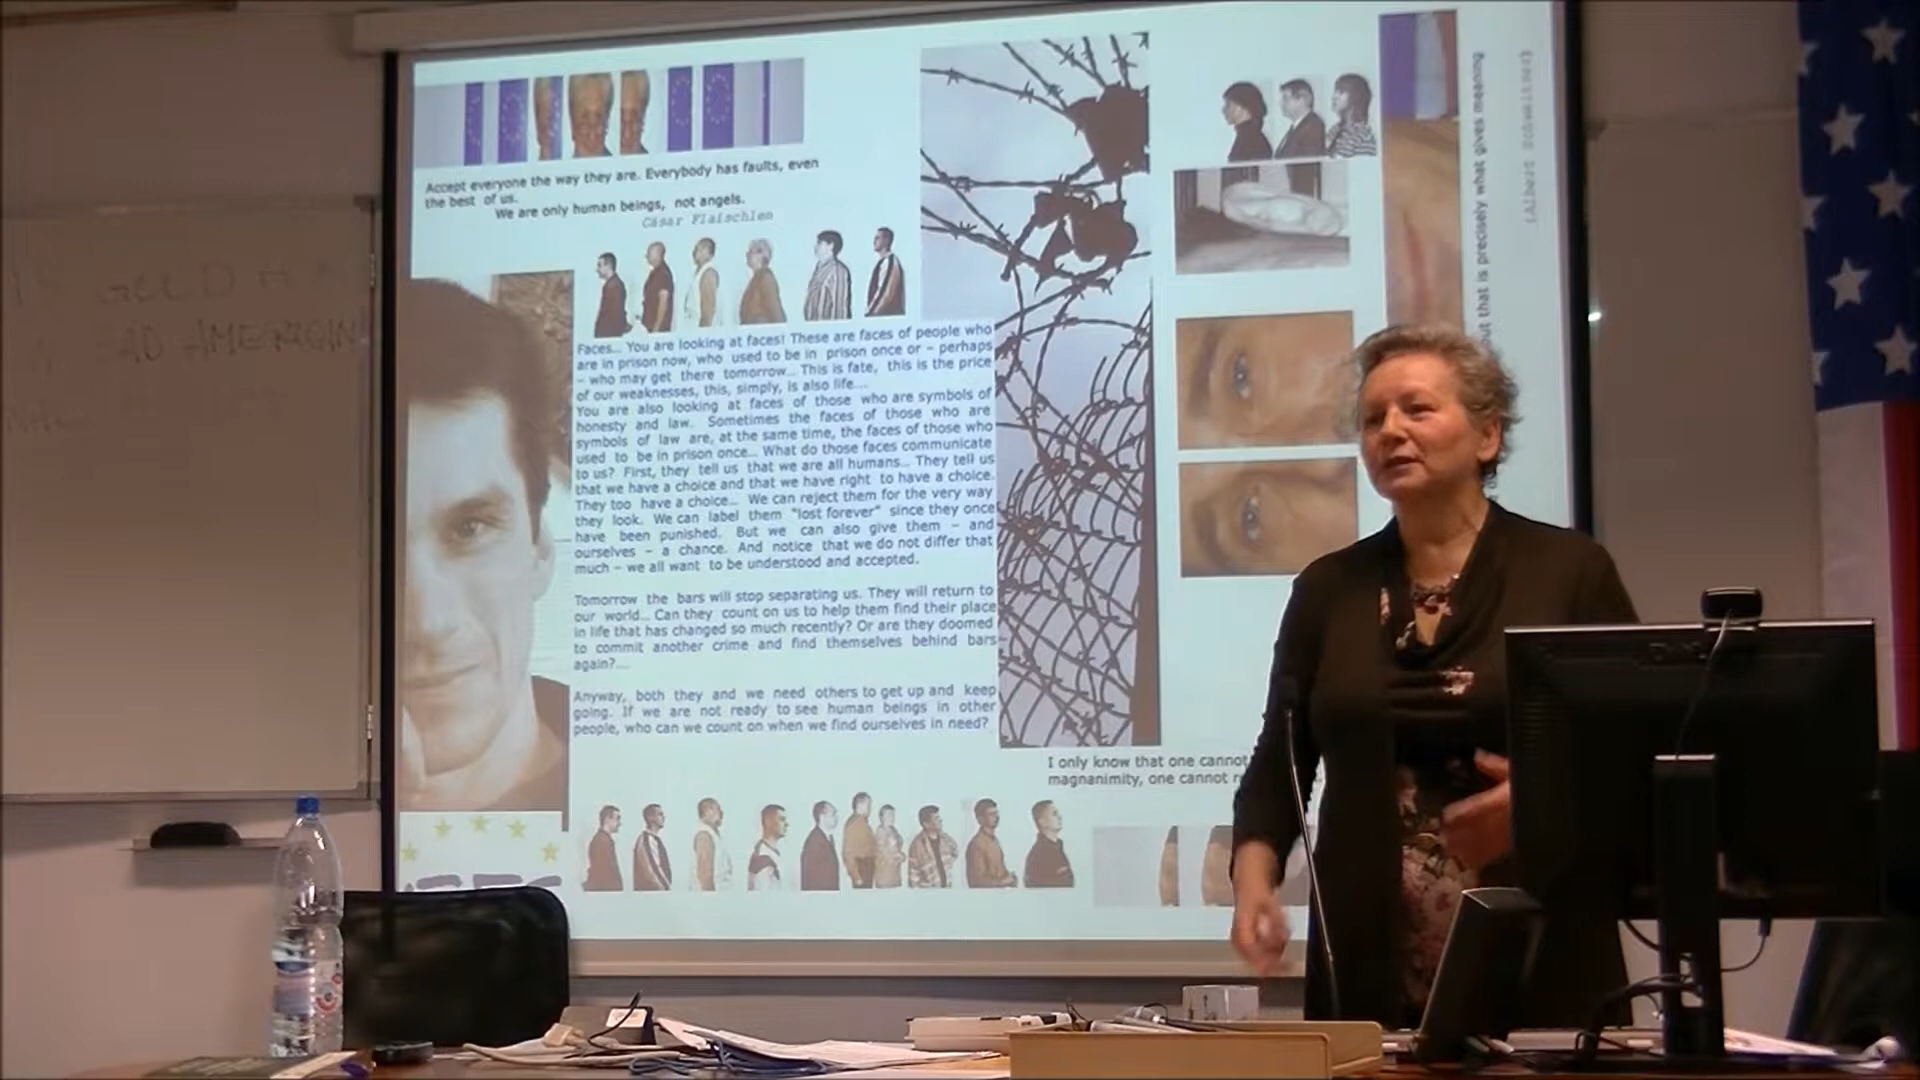 Accept everyone the way they are. Everybody has faults, even
the best of us.
We are only human beings, not angels.
Cäsar Flaischlen
Faces... You are looking at faces! These are faces of people who
are in prison now, who used to be in prison once or – perhaps
– who may get there tomorrow... This is fate, this is the price
of our weaknesses, this, simply, is also life...
You are also looking at faces of those who are symbols of
honesty and law. Sometimes the faces of those who are
symbols of law are, at the same time, the faces of those who
used to be in prison once... What do those faces communicate
to us? First, they tell us that we are all humans... They tell us
that we have a choice and that we have right to have a choice.
They too have a choice... We can reject them for the very way
they look. We can label them "lost forever" since they once
have been punished. But we can also give them – and
ourselves – a chance. And notice that we do not differ that
much – we all want to be understood and accepted.
Tomorrow the bars will stop separating us. They will return to
our world... Can they count on us to help them find their place
in life that has changed so much recently? Or are they doomed
to commit another crime and find themselves behind bars
again?....
Anyway, both they and we need others to get up and keep
going. If we are not ready to see human beings in other
people, who can we count on when we find ourselves in need?
I only know that one cannot
magnanimity, one cannot
but that is precisely what gives meaning
(Albert Schweitzer)
GOOD
AMERICAN